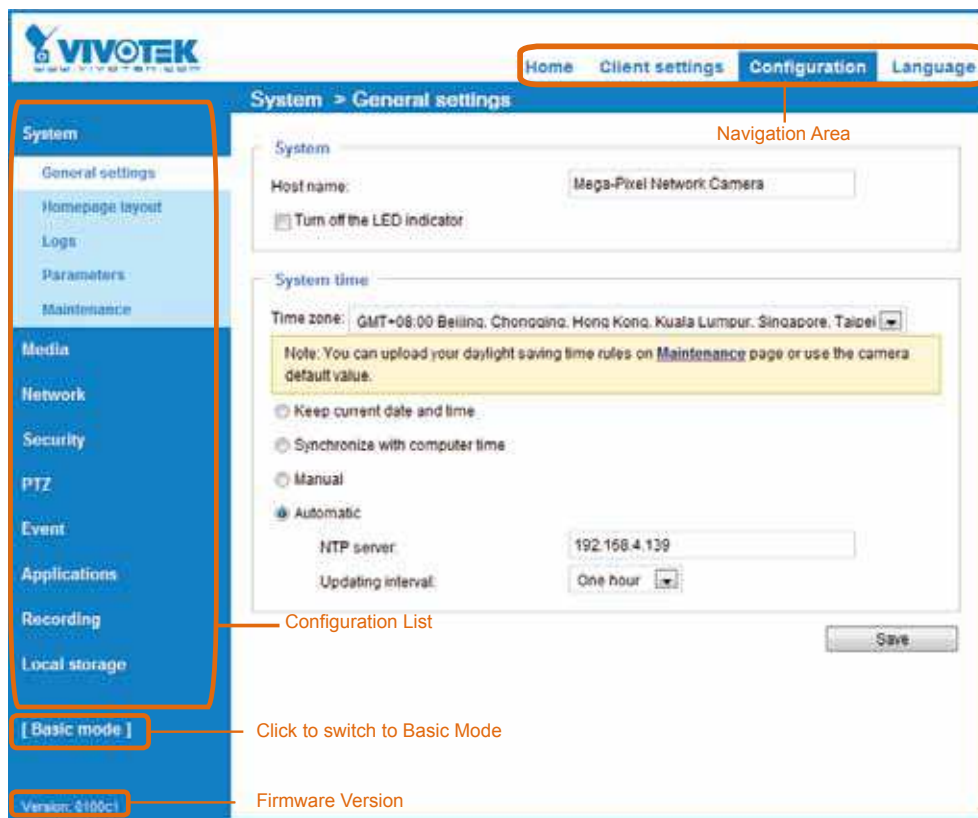 VIVOTEK
www.vivotek.com
Home Client settings Configuration Language
Navigation Area
System > General settings
System
General settings
Homepage layout
Logs
Parameters
Maintenance
Media
Network
Security
PTZ
Event
Applications
Recording
Local storage
[ Basic mode ]
Version: 0100c1
System
Host name: Mega-Pixel Network Camera
Turn off the LED indicator
System time
Time zone: GMT+08:00 Beijing, Chongqing, Hong Kong, Kuala Lumpur, Singapore, Taipei
Note: You can upload your daylight saving time rules on Maintenance page or use the camera
default value.
Keep current date and time
Synchronize with computer time
Manual
Automatic
NTP server: 192.168.4.139
Updating interval: One hour
Save
Configuration List
Click to switch to Basic Mode
Firmware Version